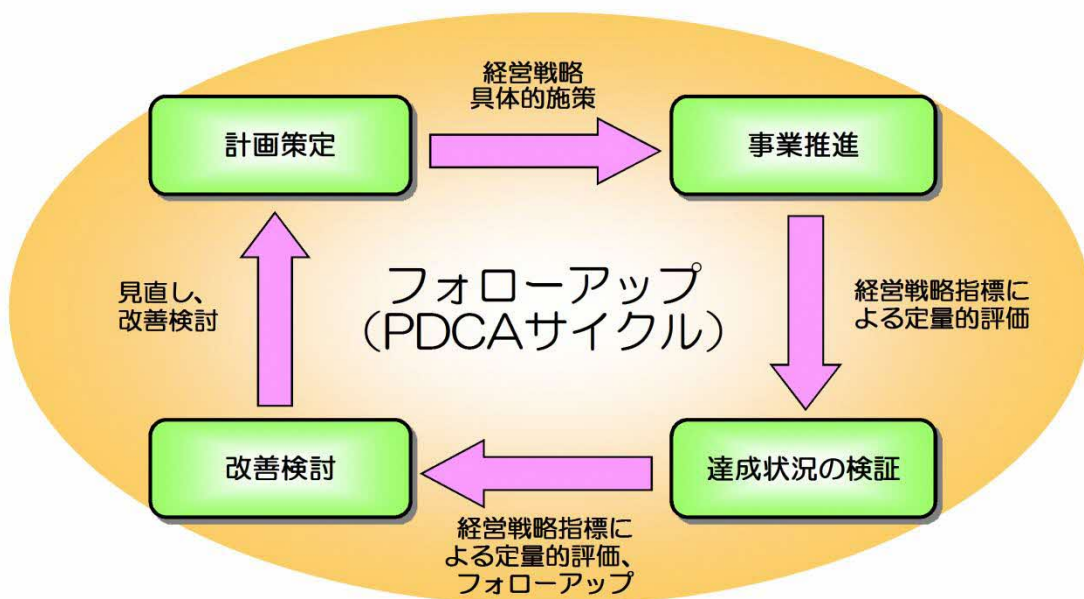 経営戦略
具体的施策
計画策定
事業推進
フォローアップ
（PDCAサイクル）
見直し、
改善検討
経営戦略指標に
よる定量的評価
改善検討
達成状況の検証
経営戦略指標に
よる定量的評価、
フォローアップ